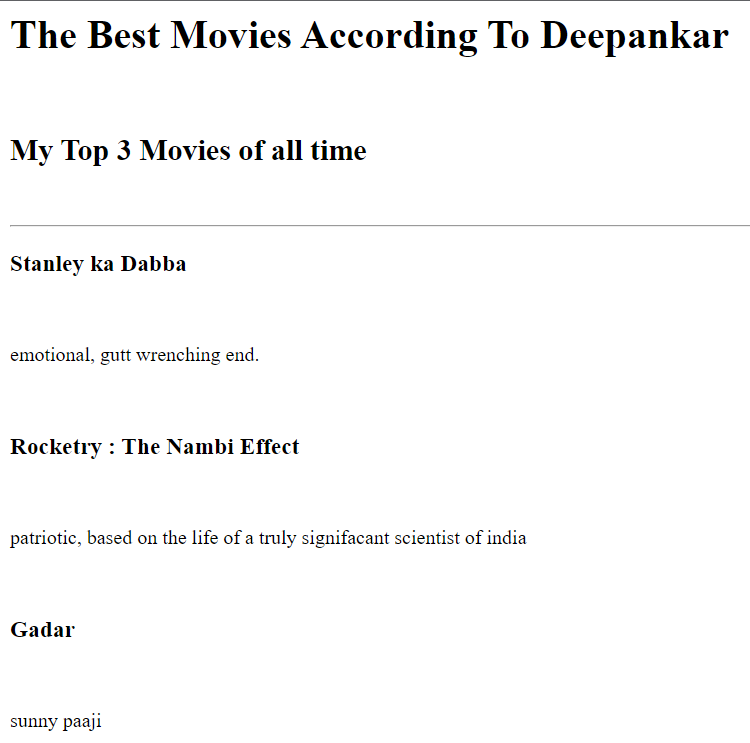 The Best Movies According To Deepankar
My Top 3 Movies of all time
Stanley ka Dabba
emotional, gutt wrenching end.
Rocketry : The Nambi Effect
patriotic, based on the life of a truly signifacant scientist of india
Gadar
sunny paaji